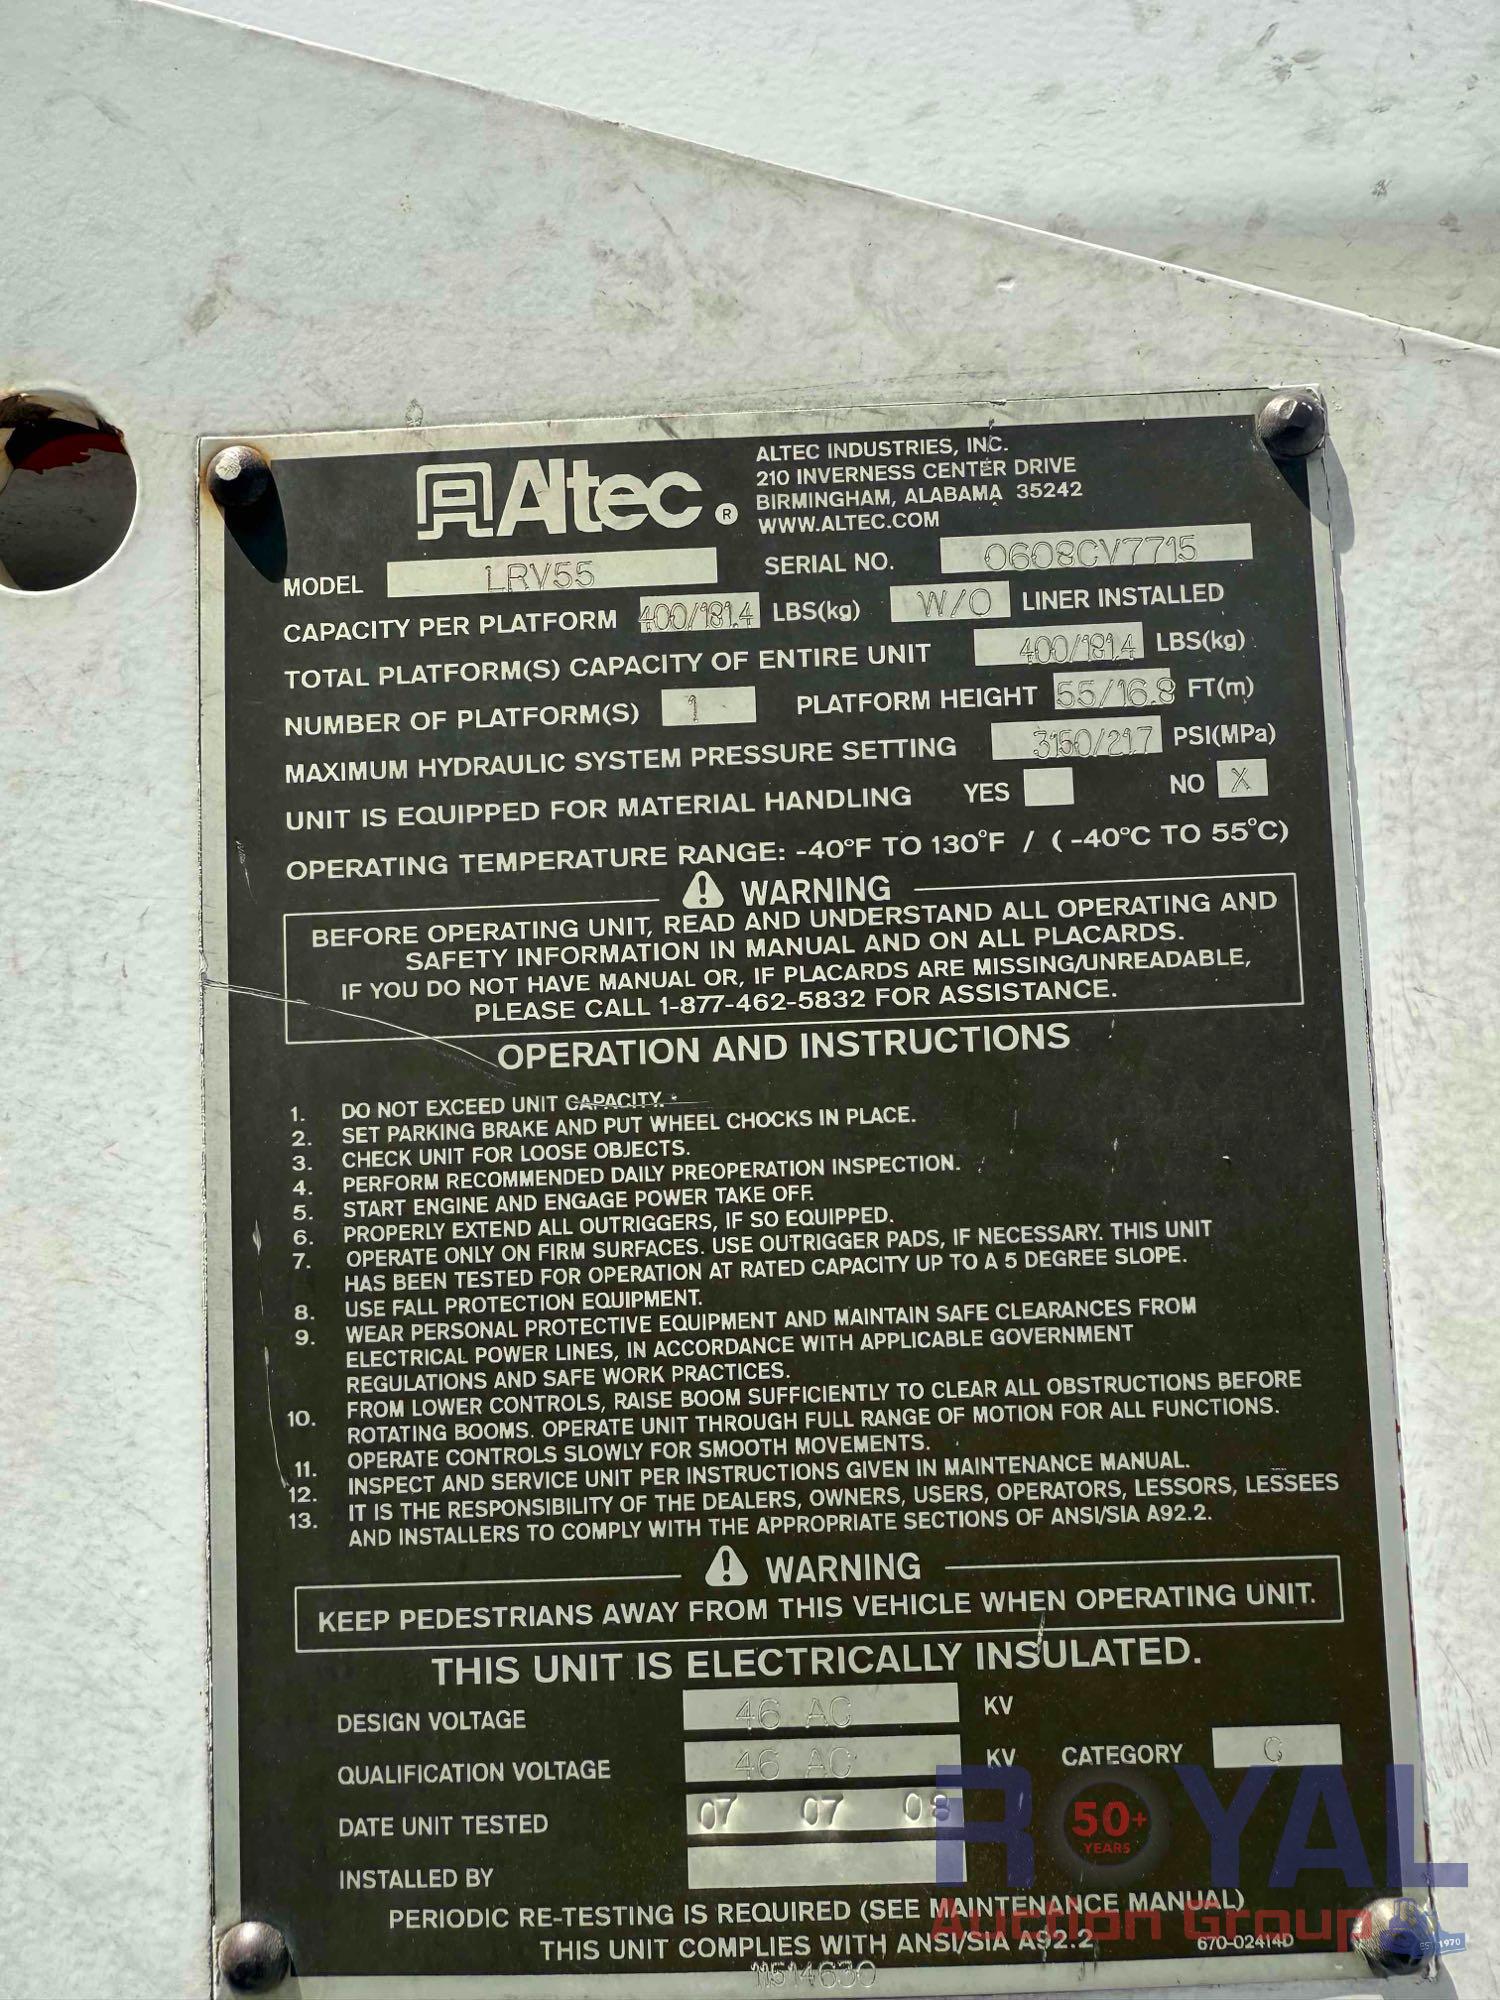 Altec®
ALTEC INDUSTRIES, INC.
210 INVERNESS CENTER DRIVE
BIRMINGHAM, ALABAMA 35242
WWW.ALTEC.COM
MODEL LRV55 SERIAL NO. 0608CV7715
CAPACITY PER PLATFORM 400/181.4 LBS(kg) W/O LINER INSTALLED
TOTAL PLATFORM(S) CAPACITY OF ENTIRE UNIT 400/181.4 LBS(kg)
NUMBER OF PLATFORM(S) 1 PLATFORM HEIGHT 55/16.8 FT(m)
MAXIMUM HYDRAULIC SYSTEM PRESSURE SETTING 3150/21.7 PSI(MPa)
UNIT IS EQUIPPED FOR MATERIAL HANDLING YES NO X
OPERATING TEMPERATURE RANGE: -40°F TO 130°F / ( -40°C TO 55°C)
WARNING
BEFORE OPERATING UNIT, READ AND UNDERSTAND ALL OPERATING AND
SAFETY INFORMATION IN MANUAL AND ON ALL PLACARDS.
IF YOU DO NOT HAVE MANUAL OR, IF PLACARDS ARE MISSING/UNREADABLE,
PLEASE CALL 1-877-462-5832 FOR ASSISTANCE.
OPERATION AND INSTRUCTIONS
1. DO NOT EXCEED UNIT CAPACITY.
2. SET PARKING BRAKE AND PUT WHEEL CHOCKS IN PLACE.
3. CHECK UNIT FOR LOOSE OBJECTS.
4. PERFORM RECOMMENDED DAILY PREOPERATION INSPECTION.
5. START ENGINE AND ENGAGE POWER TAKE OFF.
6. PROPERLY EXTEND ALL OUTRIGGERS, IF SO EQUIPPED.
7. OPERATE ONLY ON FIRM SURFACES. USE OUTRIGGER PADS, IF NECESSARY. THIS UNIT
HAS BEEN TESTED FOR OPERATION AT RATED CAPACITY UP TO A 5 DEGREE SLOPE.
8. USE FALL PROTECTION EQUIPMENT.
9. WEAR PERSONAL PROTECTIVE EQUIPMENT AND MAINTAIN SAFE CLEARANCES FROM
ELECTRICAL POWER LINES, IN ACCORDANCE WITH APPLICABLE GOVERNMENT
REGULATIONS AND SAFE WORK PRACTICES.
10. FROM LOWER CONTROLS, RAISE BOOM SUFFICIENTLY TO CLEAR ALL OBSTRUCTIONS BEFORE
ROTATING BOOMS. OPERATE UNIT THROUGH FULL RANGE OF MOTION FOR ALL FUNCTIONS.
11. OPERATE CONTROLS SLOWLY FOR SMOOTH MOVEMENTS.
12. INSPECT AND SERVICE UNIT PER INSTRUCTIONS GIVEN IN MAINTENANCE MANUAL.
13. IT IS THE RESPONSIBILITY OF THE DEALERS, OWNERS, USERS, OPERATORS, LESSORS, LESSEES
AND INSTALLERS TO COMPLY WITH THE APPROPRIATE SECTIONS OF ANSI/SIA A92.2.
WARNING
KEEP PEDESTRIANS AWAY FROM THIS VEHICLE WHEN OPERATING UNIT.
THIS UNIT IS ELECTRICALLY INSULATED.
DESIGN VOLTAGE 46 AC KV
QUALIFICATION VOLTAGE 46 AC KV CATEGORY C
DATE UNIT TESTED 07 07 08
INSTALLED BY
PERIODIC RE-TESTING IS REQUIRED (SEE MAINTENANCE MANUAL)
THIS UNIT COMPLIES WITH ANSI/SIA A92.2 670-02414D
11514630
ROYAL
50+
YEARS
Auction Group
EST. 1970